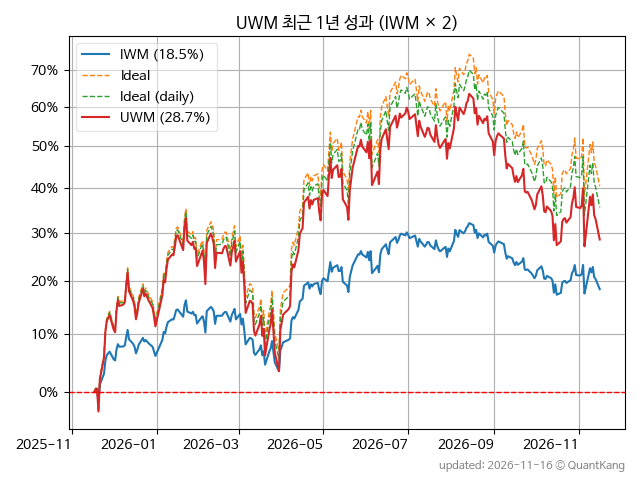 UWM 최근 1년 성과 (IWM × 2)
IWM (18.5%)
Ideal
Ideal (daily)
UWM (28.7%)
70%
60%
50%
40%
30%
20%
10%
0%
2025-11 2026-01 2026-03 2026-05 2026-07 2026-09 2026-11
updated: 2026-11-16 © QuantKang